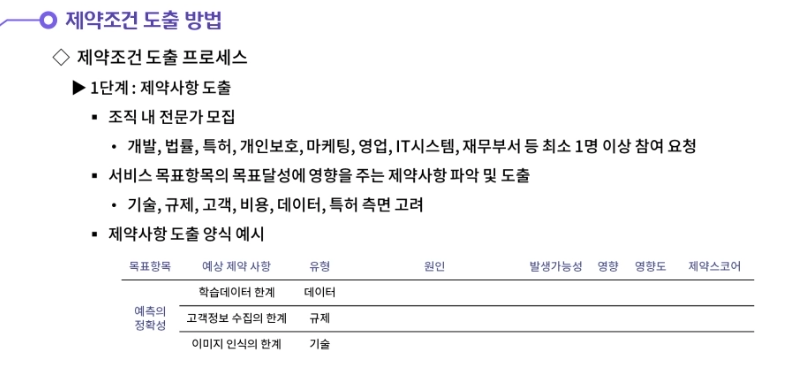 제약조건 도출 방법
◇ 제약조건 도출 프로세스
▶ 1단계 : 제약사항 도출
▪ 조직 내 전문가 모집
• 개발, 법률, 특허, 개인보호, 마케팅, 영업, IT시스템, 재무부서 등 최소 1명 이상 참여 요청
▪ 서비스 목표항목의 목표달성에 영향을 주는 제약사항 파악 및 도출
• 기술, 규제, 고객, 비용, 데이터, 특허 측면 고려
▪ 제약사항 도출 양식 예시
목표항목 예상 제약 사항 유형 원인 발생가능성 영향 영향도 제약스코어
예측의
정확성
학습데이터 한계 데이터
고객정보 수집의 한계 규제
이미지 인식의 한계 기술